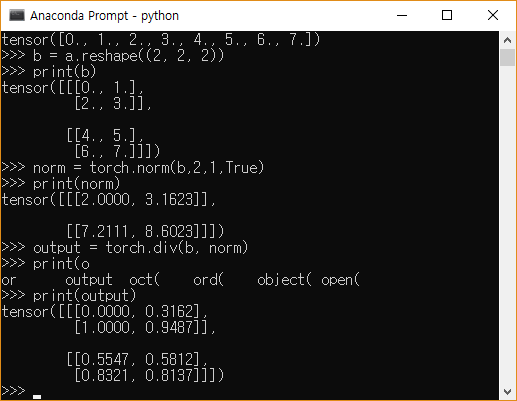 Anaconda Prompt - python
tensor([0., 1., 2., 3., 4., 5., 6., 7.])
>>> b = a.reshape((2, 2, 2))
>>> print(b)
tensor([[[0., 1.],
         [2., 3.]],

        [[4., 5.],
         [6., 7.]]])
>>> norm = torch.norm(b,2,1,True)
>>> print(norm)
tensor([[[2.0000, 3.1623]],

        [[7.2111, 8.6023]]])
>>> output = torch.div(b, norm)
>>> print(o
or      output  oct(    ord(    object( open(
>>> print(output)
tensor([[[0.0000, 0.3162],
         [1.0000, 0.9487]],

        [[0.5547, 0.5812],
         [0.8321, 0.8137]]])
>>>